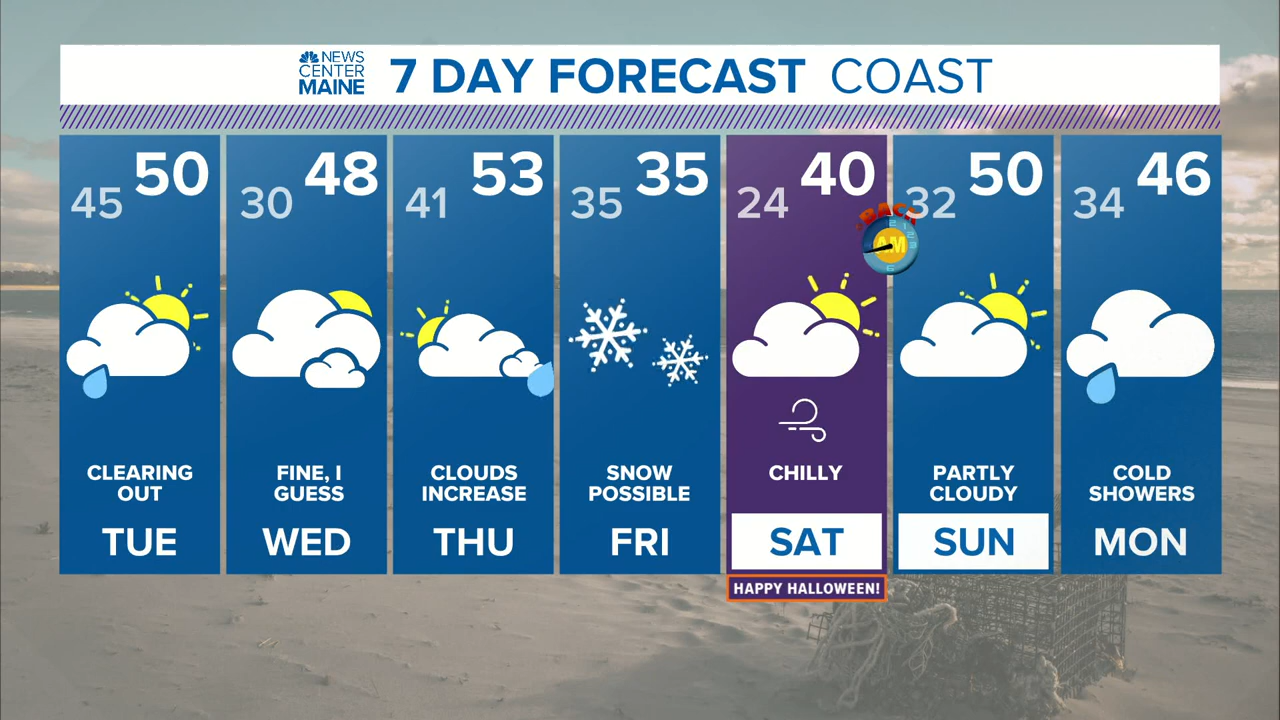 NEWS
CENTER
MAINE
7 DAY FORECAST COAST
45 50
30 48
41 53
35 35
24 40
32 50
34 46
BACK
AM
CLEARING
OUT
FINE, I
GUESS
CLOUDS
INCREASE
SNOW
POSSIBLE
CHILLY
PARTLY
CLOUDY
COLD
SHOWERS
TUE
WED
THU
FRI
SAT
SUN
MON
HAPPY HALLOWEEN!